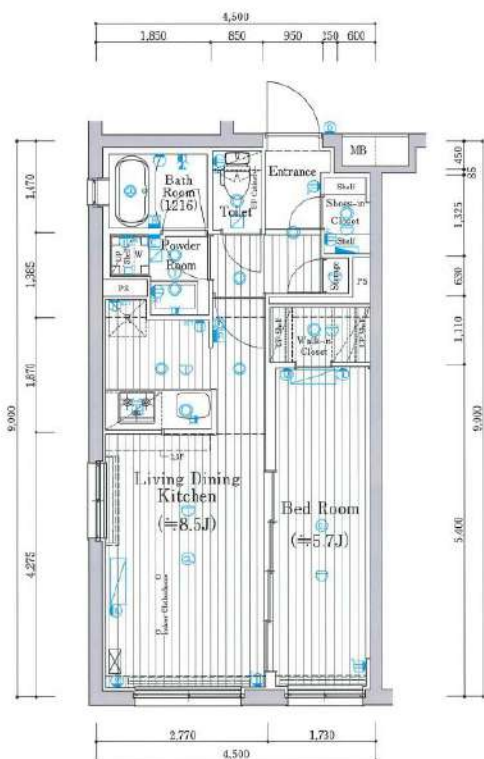 4,500
1,850
850
950
250
600
MB
450
85
Entrance
Bath
Room
(1216)
Toilet
Shelf
Shoes-in
Closet
Shelf
1,470
1,325
Powder
Room
W
1,385
Storage
PS
630
PS
Walk-in
Closet
1,110
1,870
9,000
9,000
Living Dining
Kitchen
(≒8.5J)
Bed Room
(≒5.7J)
5,400
4,275
2,770
1,730
4,500